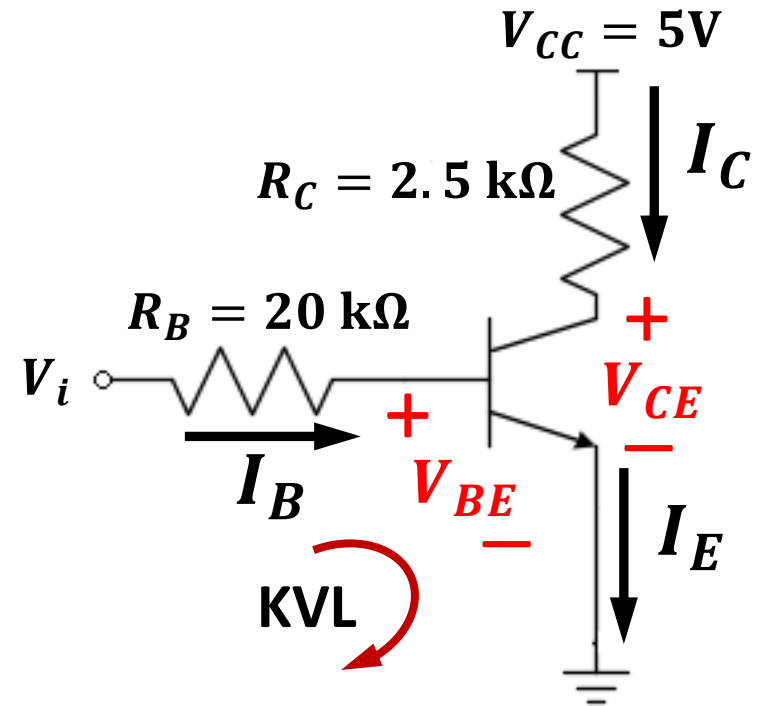 V_CC = 5V
I_C
R_C = 2.5 kΩ
R_B = 20 kΩ
+
V_i
V_CE
+
−
I_B
V_BE
−
I_E
KVL